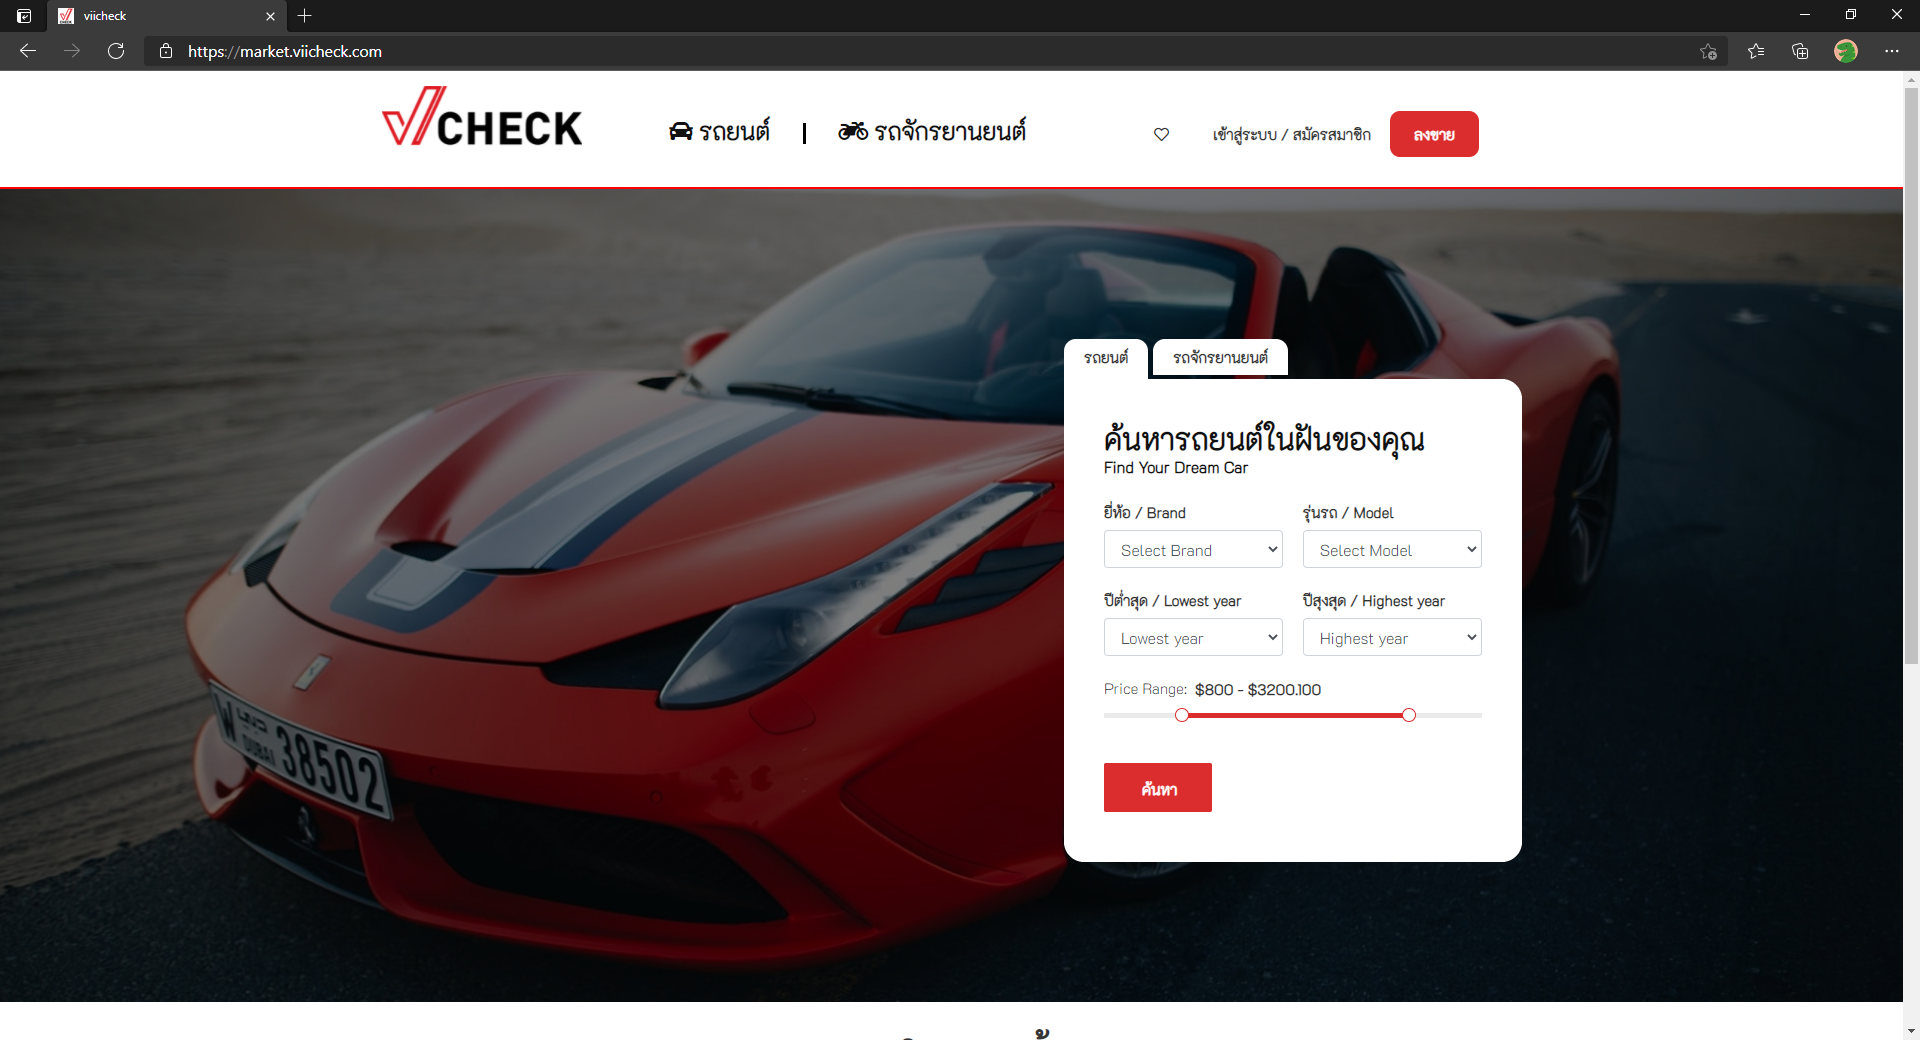 viicheck
https://market.viicheck.com
CHECK
รถยนต์ | รถจักรยานยนต์
เข้าสู่ระบบ / สมัครสมาชิก
ลงขาย
รถยนต์
รถจักรยานยนต์
ค้นหารถยนต์ในฝันของคุณ
Find Your Dream Car
ยี่ห้อ / Brand
รุ่นรถ / Model
Select Brand
Select Model
ปีต่ำสุด / Lowest year
ปีสุงสุด / Highest year
Lowest year
Highest year
Price Range: $800 - $3200.100
ค้นหา
W DUBAI 38502